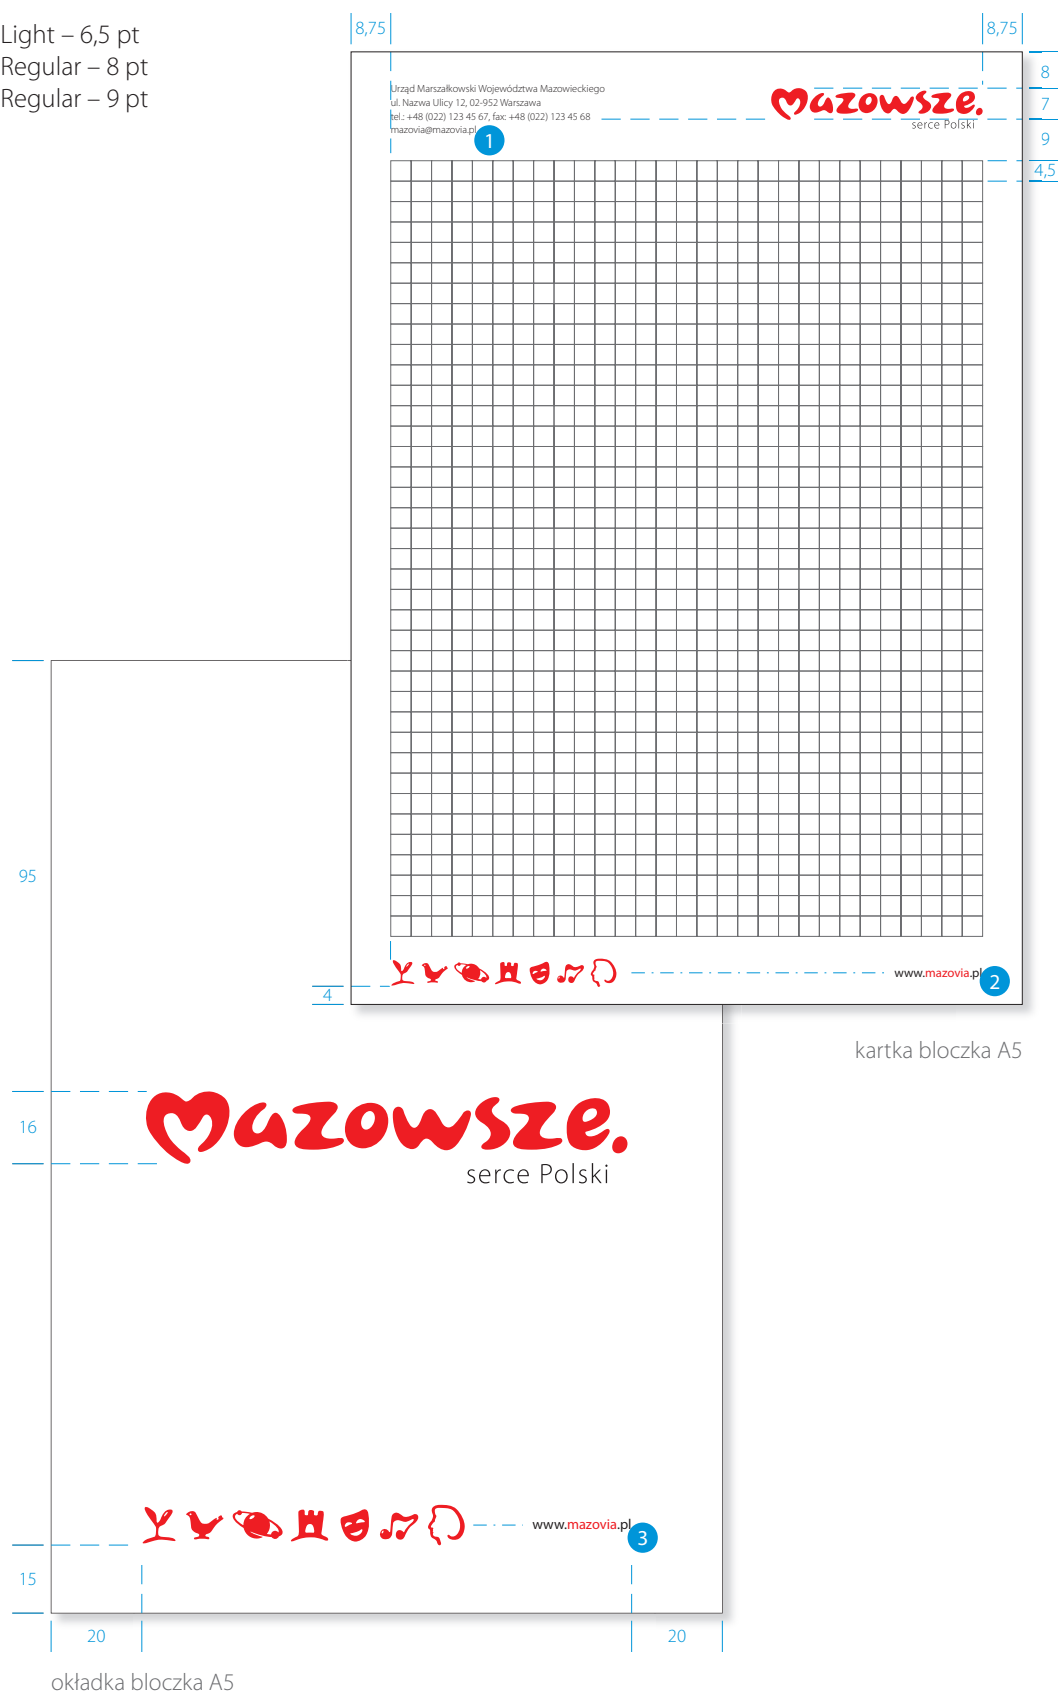 Light – 6,5 pt
Regular – 8 pt
Regular – 9 pt
8,75
8,75
Urząd Marszałkowski Województwa Mazowieckiego
ul. Nazwa Ulicy 12, 02-952 Warszawa
tel.: +48 (022) 123 45 67, fax: +48 (022) 123 45 68
mazovia@mazovia.pl
1
mazowsze.
serce Polski
8
7
9
4,5
95
4
www.mazovia.pl
2
kartka bloczka A5
16
mazowsze.
serce Polski
www.mazovia.pl
3
15
20
20
okładka bloczka A5